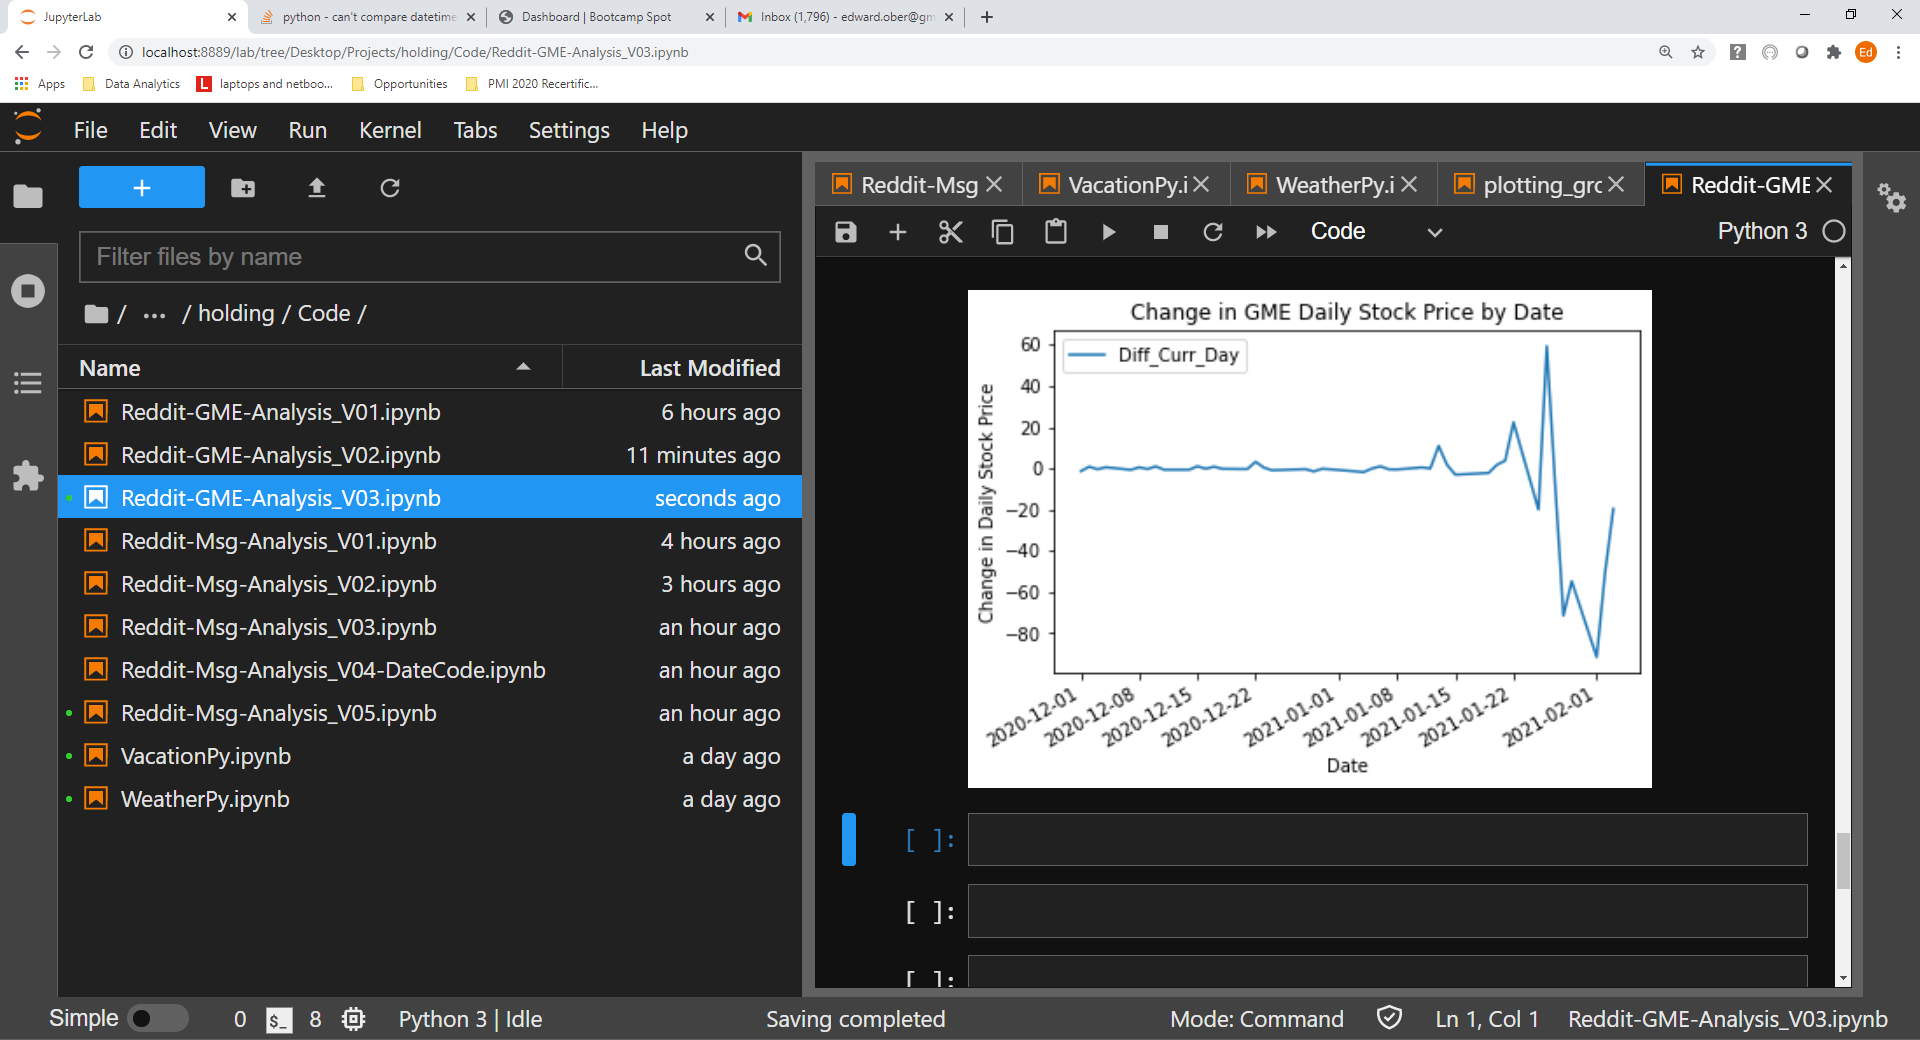 JupyterLab
python - can't compare datetime
Dashboard | Bootcamp Spot
Inbox (1,796) - edward.ober@gm
localhost:8889/lab/tree/Desktop/Projects/holding/Code/Reddit-GME-Analysis_V03.ipynb
Ed
Apps
Data Analytics
L
laptops and netboo...
Opportunities
PMI 2020 Recertific...
File Edit View Run Kernel Tabs Settings Help
Filter files by name
/ ... / holding / Code /
Name Last Modified
Reddit-GME-Analysis_V01.ipynb 6 hours ago
Reddit-GME-Analysis_V02.ipynb 11 minutes ago
Reddit-GME-Analysis_V03.ipynb seconds ago
Reddit-Msg-Analysis_V01.ipynb 4 hours ago
Reddit-Msg-Analysis_V02.ipynb 3 hours ago
Reddit-Msg-Analysis_V03.ipynb an hour ago
Reddit-Msg-Analysis_V04-DateCode.ipynb an hour ago
Reddit-Msg-Analysis_V05.ipynb an hour ago
VacationPy.ipynb a day ago
WeatherPy.ipynb a day ago
Reddit-Msg
VacationPy.i
WeatherPy.i
plotting_grc
Reddit-GME
Code
Python 3
Change in GME Daily Stock Price by Date
Diff_Curr_Day
Change in Daily Stock Price
60
40
20
0
−20
−40
−60
−80
2020-12-01
2020-12-08
2020-12-15
2020-12-22
2021-01-01
2021-01-08
2021-01-15
2021-01-22
2021-02-01
Date
[ ]:
[ ]:
[ ]:
Simple 0 $_ 8 Python 3 | Idle Saving completed Mode: Command Ln 1, Col 1 Reddit-GME-Analysis_V03.ipynb